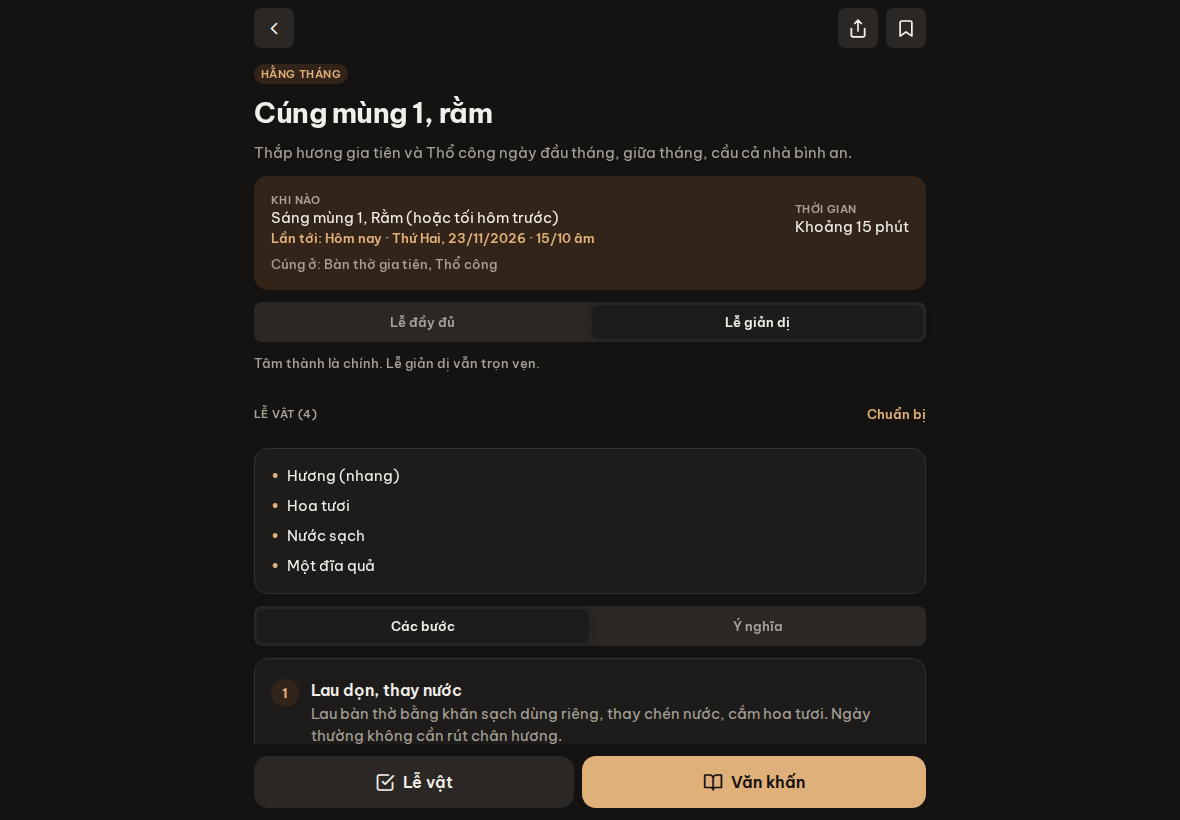 HẰNG THÁNG
Cúng mùng 1, rằm
Thắp hương gia tiên và Thổ công ngày đầu tháng, giữa tháng, cầu cả nhà bình an.
KHI NÀO
Sáng mùng 1, Rằm (hoặc tối hôm trước)
Lần tới: Hôm nay · Thứ Hai, 23/11/2026 · 15/10 âm
Cúng ở: Bàn thờ gia tiên, Thổ công
THỜI GIAN
Khoảng 15 phút
Lễ đầy đủ
Lễ giản dị
Tâm thành là chính. Lễ giản dị vẫn trọn vẹn.
LỄ VẬT (4)
Chuẩn bị
• Hương (nhang)
• Hoa tươi
• Nước sạch
• Một đĩa quả
Các bước
Ý nghĩa
1
Lau dọn, thay nước
Lau bàn thờ bằng khăn sạch dùng riêng, thay chén nước, cắm hoa tươi. Ngày
thường không cần rút chân hương.
Lễ vật
Văn khấn